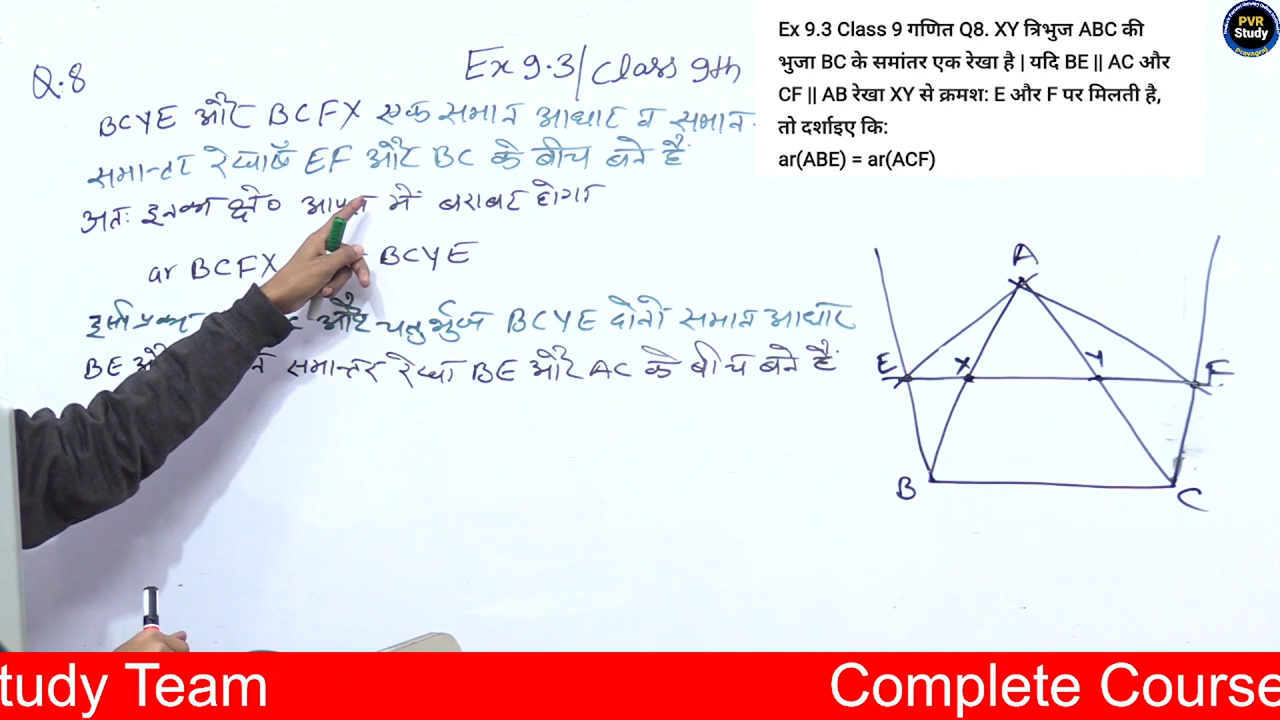 Q.8
Ex 9.3/Class 9th
BCYE और BCFX एक समान आधार व समान
समान्तर रेखाएँ EF और BC के बीच बने हैं
अतः इनका क्षे० आपस में बराबर होगा
ar BCFX BCYE
इसी प्रकार और चतुर्भुज BCYE दोनों समान आधार
BE समान्तर रेखा BE और AC के बीच बने हैं
Ex 9.3 Class 9 गणित Q8. XY त्रिभुज ABC की
भुजा BC के समांतर एक रेखा है | यदि BE || AC और
CF || AB रेखा XY से क्रमश: E और F पर मिलती है,
तो दर्शाइए कि:
ar(ABE) = ar(ACF)
PVR
Study
A
E X Y F
B C
tudy Team
Complete Course